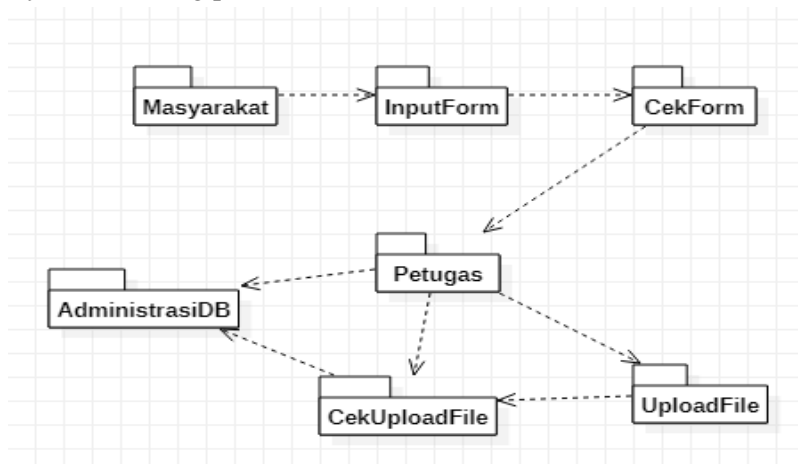 Masyarakat
InputForm
CekForm
Petugas
AdministrasiDB
CekUploadFile
UploadFile